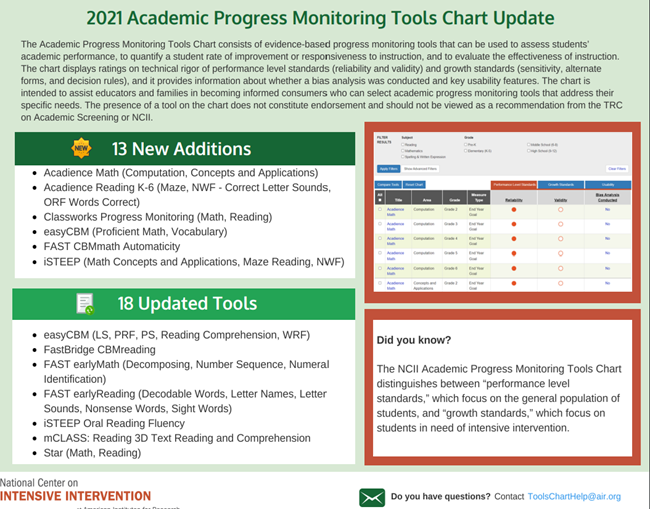 2021 Academic Progress Monitoring Tools Chart Update
The Academic Progress Monitoring Tools Chart consists of evidence-based progress monitoring tools that can be used to assess students'
academic performance, to quantify a student rate of improvement or responsiveness to instruction, and to evaluate the effectiveness of instruction.
The chart displays ratings on technical rigor of performance level standards (reliability and validity) and growth standards (sensitivity, alternate
forms, and decision rules), and it provides information about whether a bias analysis was conducted and key usability features. The chart is
intended to assist educators and families in becoming informed consumers who can select academic progress monitoring tools that address their
specific needs. The presence of a tool on the chart does not constitute endorsement and should not be viewed as a recommendation from the TRC
on Academic Screening or NCII.
NEW
13 New Additions
• Acadience Math (Computation, Concepts and Applications)
• Acadience Reading K-6 (Maze, NWF - Correct Letter Sounds,
ORF Words Correct)
• Classworks Progress Monitoring (Math, Reading)
• easyCBM (Proficient Math, Vocabulary)
• FAST CBMmath Automaticity
• iSTEEP (Math Concepts and Applications, Maze Reading, NWF)
18 Updated Tools
• easyCBM (LS, PRF, PS, Reading Comprehension, WRF)
• FastBridge CBMreading
• FAST earlyMath (Decomposing, Number Sequence, Numeral
Identification)
• FAST earlyReading (Decodable Words, Letter Names, Letter
Sounds, Nonsense Words, Sight Words)
• iSTEEP Oral Reading Fluency
• mCLASS: Reading 3D Text Reading and Comprehension
• Star (Math, Reading)
FILTER RESULTS
Subject
Grade
Reading
Mathematics
Spelling & Written Expression
Pre-K
Elementary (K-5)
Middle School (6-8)
High School (9-12)
Apply Filters
Show Advanced Filters
Clear Filters
Compare Tools
Reset Chart
Performance Level Standards
Growth Standards
Usability
All
Title
Area
Grade
Measure Type
Reliability
Validity
Bias Analysis Conducted
Acadience Math Computation Grade 2 End Year Goal No
Acadience Math Computation Grade 3 End Year Goal No
Acadience Math Computation Grade 4 End Year Goal No
Acadience Math Computation Grade 5 End Year Goal No
Acadience Math Computation Grade 6 End Year Goal No
Acadience Math Concepts and Applications Grade 2 End Year Goal No
Did you know?
The NCII Academic Progress Monitoring Tools Chart
distinguishes between “performance level
standards,” which focus on the general population of
students, and “growth standards,” which focus on
students in need of intensive intervention.
National Center on
INTENSIVE INTERVENTION
at American Institutes for Research
Do you have questions? Contact ToolsChartHelp@air.org